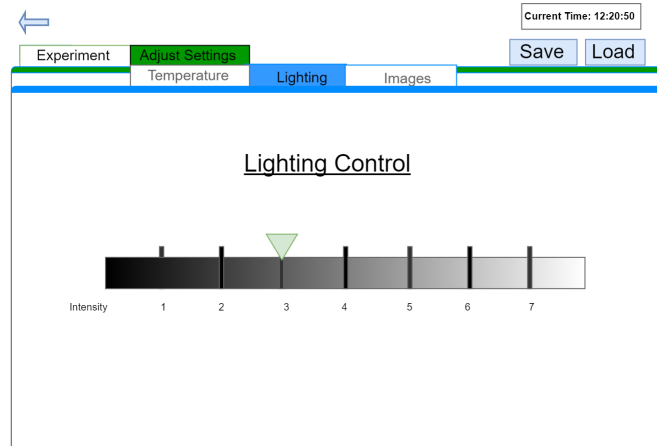 Current Time: 12:20:50
Experiment Adjust Settings Save Load
Temperature Lighting Images
Lighting Control
Intensity 1 2 3 4 5 6 7